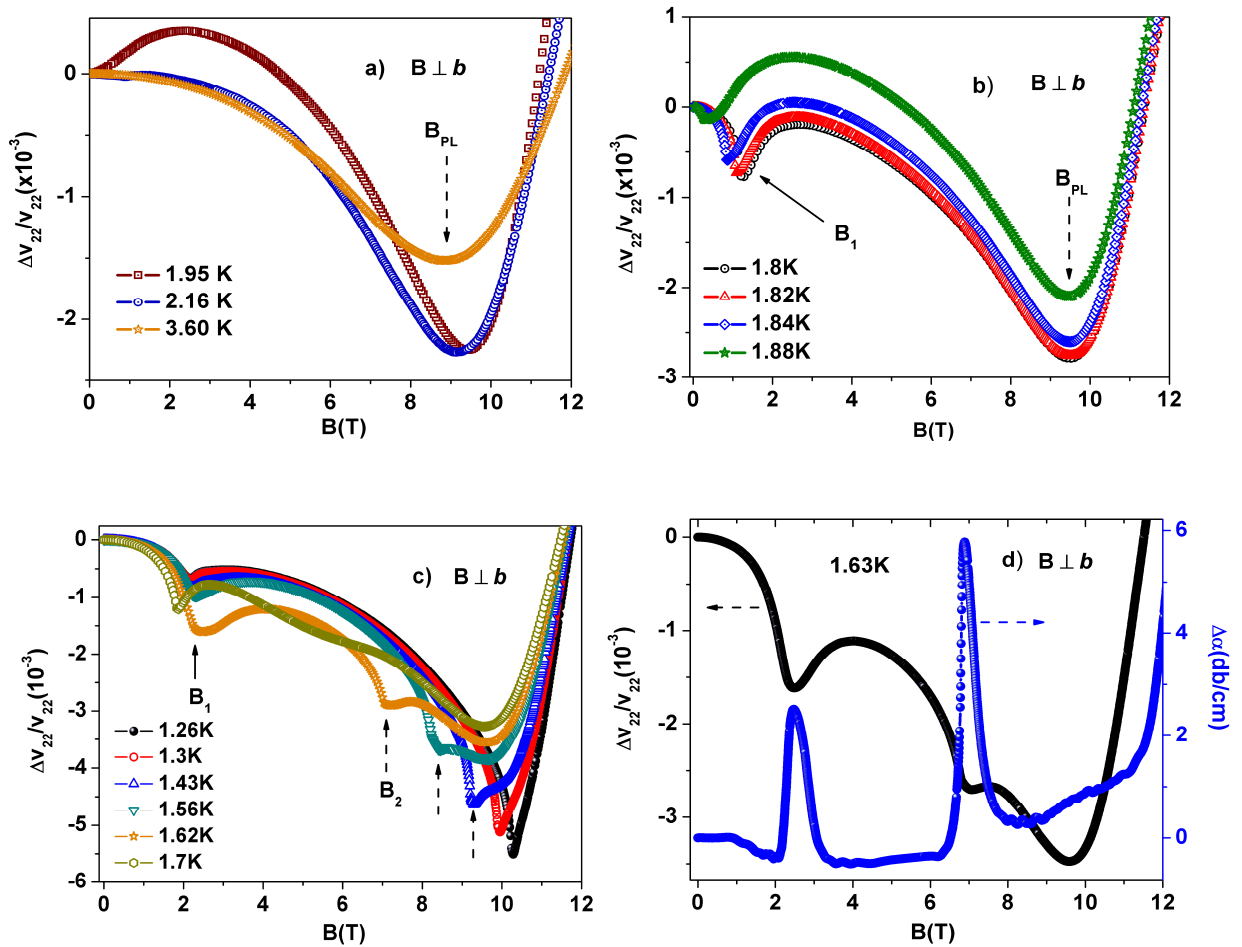 a) B ⊥ b
B_PL
Δv₂₂/v₂₂(x10⁻³)
0
-1
-2
1.95 K
2.16 K
3.60 K
0 2 4 6 8 10 12
B(T)
b) B ⊥ b
B_PL
B₁
Δv₂₂/v₂₂(x10⁻³)
1
0
-1
-2
-3
1.8K
1.82K
1.84K
1.88K
0 2 4 6 8 10 12
B(T)
c) B ⊥ b
B₁
B₂
Δv₂₂/v₂₂(10⁻³)
0
-1
-2
-3
-4
-5
-6
1.26K
1.3K
1.43K
1.56K
1.62K
1.7K
0 2 4 6 8 10 12
B(T)
1.63K d) B ⊥ b
Δv₂₂/v₂₂(10⁻³)
0
-1
-2
-3
6
4
2
0
Δα(db/cm)
0 2 4 6 8 10 12
B(T)